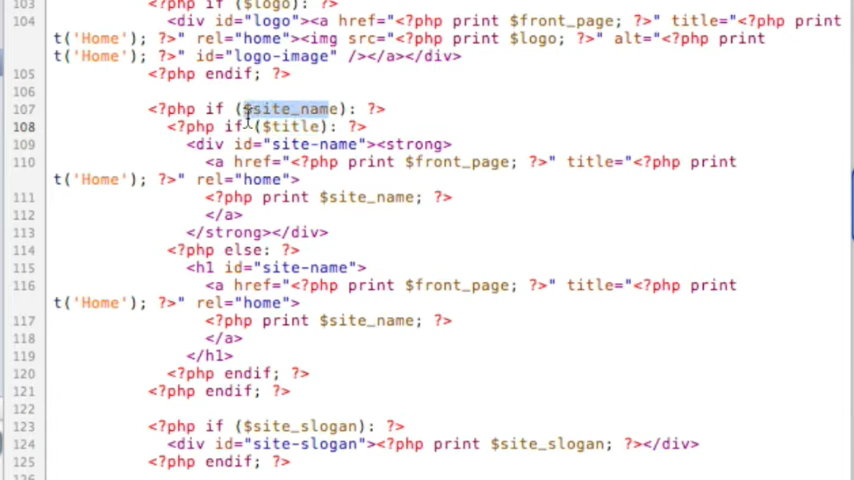 103 <?php if ($logo): ?>
104 <div id="logo"><a href="<?php print $front_page; ?>" title="<?php print
t('Home'); ?>" rel="home"><img src="<?php print $logo; ?>" alt="<?php print
t('Home'); ?>" id="logo-image" /></a></div>
105 <?php endif; ?>
106
107 <?php if ($site_name): ?>
108 <?php if ($title): ?>
109 <div id="site-name"><strong>
110 <a href="<?php print $front_page; ?>" title="<?php print
t('Home'); ?>" rel="home">
111 <?php print $site_name; ?>
112 </a>
113 </strong></div>
114 <?php else: ?>
115 <h1 id="site-name">
116 <a href="<?php print $front_page; ?>" title="<?php print
t('Home'); ?>" rel="home">
117 <?php print $site_name; ?>
118 </a>
119 </h1>
120 <?php endif; ?>
121 <?php endif; ?>
122
123 <?php if ($site_slogan): ?>
124 <div id="site-slogan"><?php print $site_slogan; ?></div>
125 <?php endif; ?>
126